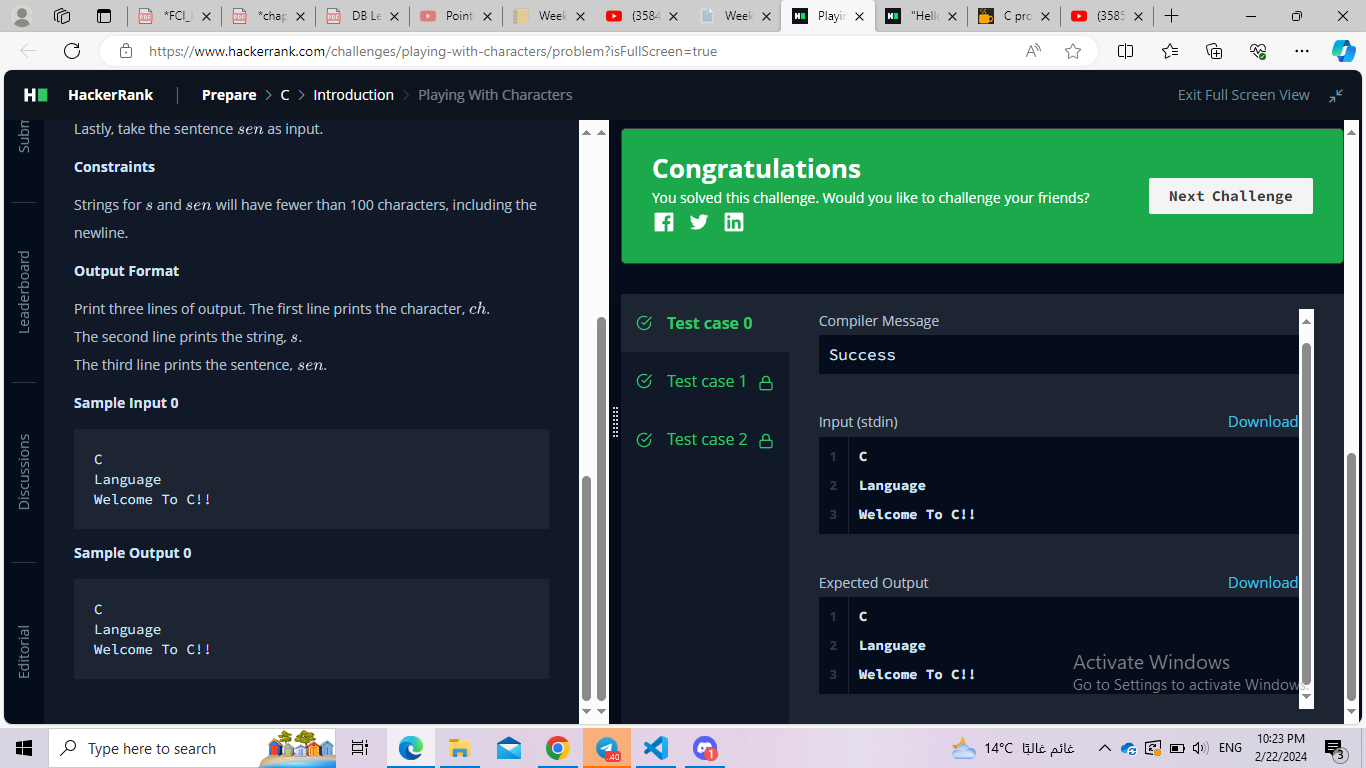 *FCI_I
*chap
DB Le
Point
Week
(3584
Week
Playin
"Hello
C pro
(3585
https://www.hackerrank.com/challenges/playing-with-characters/problem?isFullScreen=true
HackerRank
Prepare > C > Introduction > Playing With Characters
Exit Full Screen View
Subm
Leaderboard
Discussions
Editorial
Lastly, take the sentence sen as input.
Constraints
Strings for s and sen will have fewer than 100 characters, including the
newline.
Output Format
Print three lines of output. The first line prints the character, ch.
The second line prints the string, s.
The third line prints the sentence, sen.
Sample Input 0
C
Language
Welcome To C!!
Sample Output 0
C
Language
Welcome To C!!
Congratulations
You solved this challenge. Would you like to challenge your friends?
Next Challenge
Test case 0
Test case 1
Test case 2
Compiler Message
Success
Input (stdin)
Download
1 C
2 Language
3 Welcome To C!!
Expected Output
Download
1 C
2 Language
3 Welcome To C!!
Activate Windows
Go to Settings to activate Windows.
Type here to search
.40
1
14°C غائم غالبًا
ENG
10:23 PM
2/22/2024
3